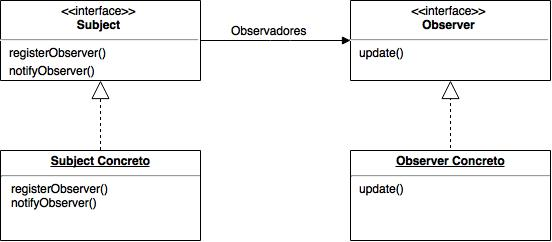 <<interface>>
Subject
registerObserver()
notifyObserver()
Observadores
<<interface>>
Observer
update()
Subject Concreto
registerObserver()
notifyObserver()
Observer Concreto
update()